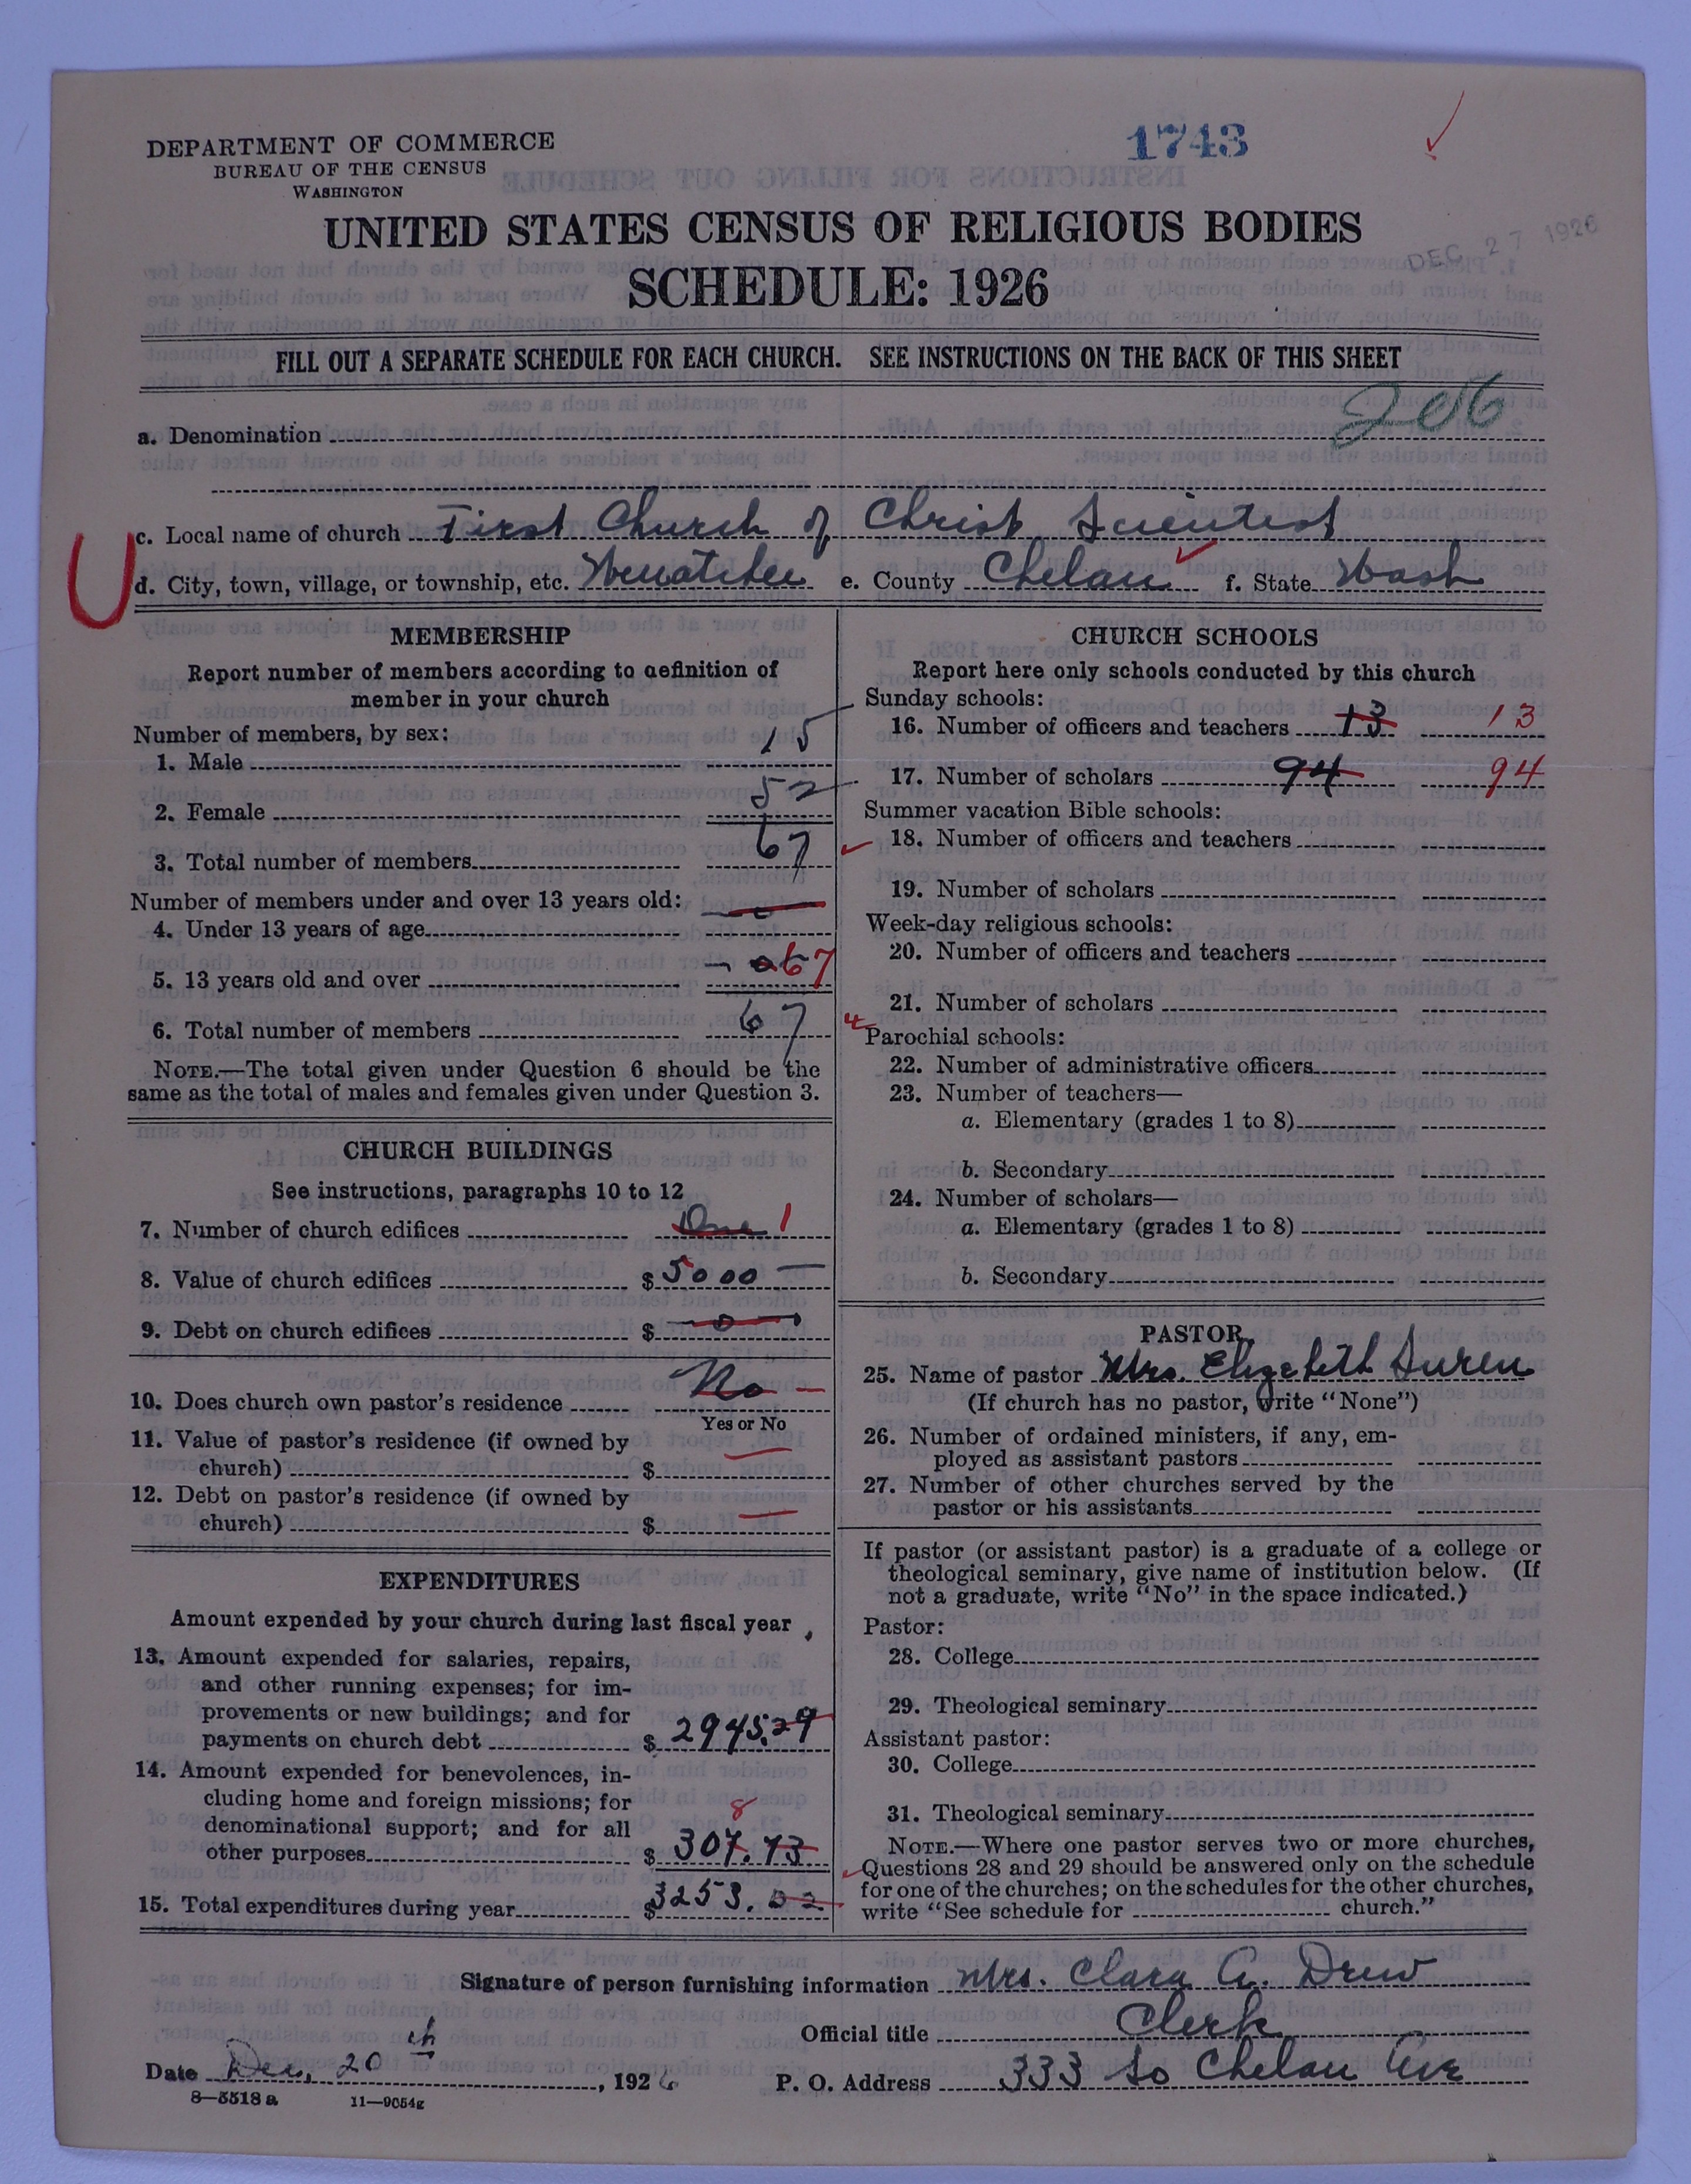 DEPARTMENT OF COMMERCE
BUREAU OF THE CENSUS
WASHINGTON
1743
UNITED STATES CENSUS OF RELIGIOUS BODIES
SCHEDULE: 1926
DEC 27 1926
FILL OUT A SEPARATE SCHEDULE FOR EACH CHURCH. SEE INSTRUCTIONS ON THE BACK OF THIS SHEET
a. Denomination
c. Local name of church First Church of Christ Scientist
d. City, town, village, or township, etc. Wenatchee e. County Chelan f. State Wash
MEMBERSHIP
Report number of members according to definition of
member in your church
Number of members, by sex:
1. Male 15
2. Female 52
3. Total number of members 67
Number of members under and over 13 years old:
4. Under 13 years of age
5. 13 years old and over 67
6. Total number of members 67
NOTE.—The total given under Question 6 should be the
same as the total of males and females given under Question 3.
CHURCH BUILDINGS
See instructions, paragraphs 10 to 12
7. Number of church edifices One 1
8. Value of church edifices $ 5000 —
9. Debt on church edifices $ —0—
10. Does church own pastor's residence No —
Yes or No
11. Value of pastor's residence (if owned by
church) $ —
12. Debt on pastor's residence (if owned by
church) $ —
EXPENDITURES
Amount expended by your church during last fiscal year
13. Amount expended for salaries, repairs,
and other running expenses; for im-
provements or new buildings; and for
payments on church debt $ 2945.29
14. Amount expended for benevolences, in-
cluding home and foreign missions; for
denominational support; and for all 8
other purposes $ 307.73
15. Total expenditures during year $ 3253.02
CHURCH SCHOOLS
Report here only schools conducted by this church
Sunday schools:
16. Number of officers and teachers 13 13
17. Number of scholars 94 94
Summer vacation Bible schools:
18. Number of officers and teachers
19. Number of scholars
Week-day religious schools:
20. Number of officers and teachers
21. Number of scholars
Parochial schools:
22. Number of administrative officers
23. Number of teachers—
a. Elementary (grades 1 to 8)
b. Secondary
24. Number of scholars—
a. Elementary (grades 1 to 8)
b. Secondary
PASTOR
25. Name of pastor Mrs. Elizabeth Suren
(If church has no pastor, write "None")
26. Number of ordained ministers, if any, em-
ployed as assistant pastors
27. Number of other churches served by the
pastor or his assistants
If pastor (or assistant pastor) is a graduate of a college or
theological seminary, give name of institution below. (If
not a graduate, write "No" in the space indicated.)
Pastor:
28. College
29. Theological seminary
Assistant pastor:
30. College
31. Theological seminary
NOTE.—Where one pastor serves two or more churches,
Questions 28 and 29 should be answered only on the schedule
for one of the churches; on the schedules for the other churches,
write "See schedule for church."
Signature of person furnishing information Mrs. Clara A. Drew
Official title Clerk
Date Dec, 20th, 1926 P. O. Address 333 So Chelan Ave
8—5518a 11—9054g